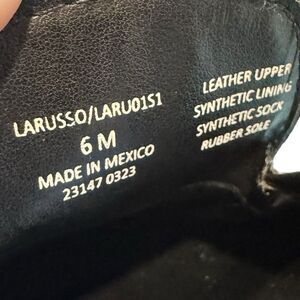 LARUSSO/LARU01S1
6 M
MADE IN MEXICO
23147 0323
LEATHER UPPER
SYNTHETIC LINING
SYNTHETIC SOCK
RUBBER SOLE